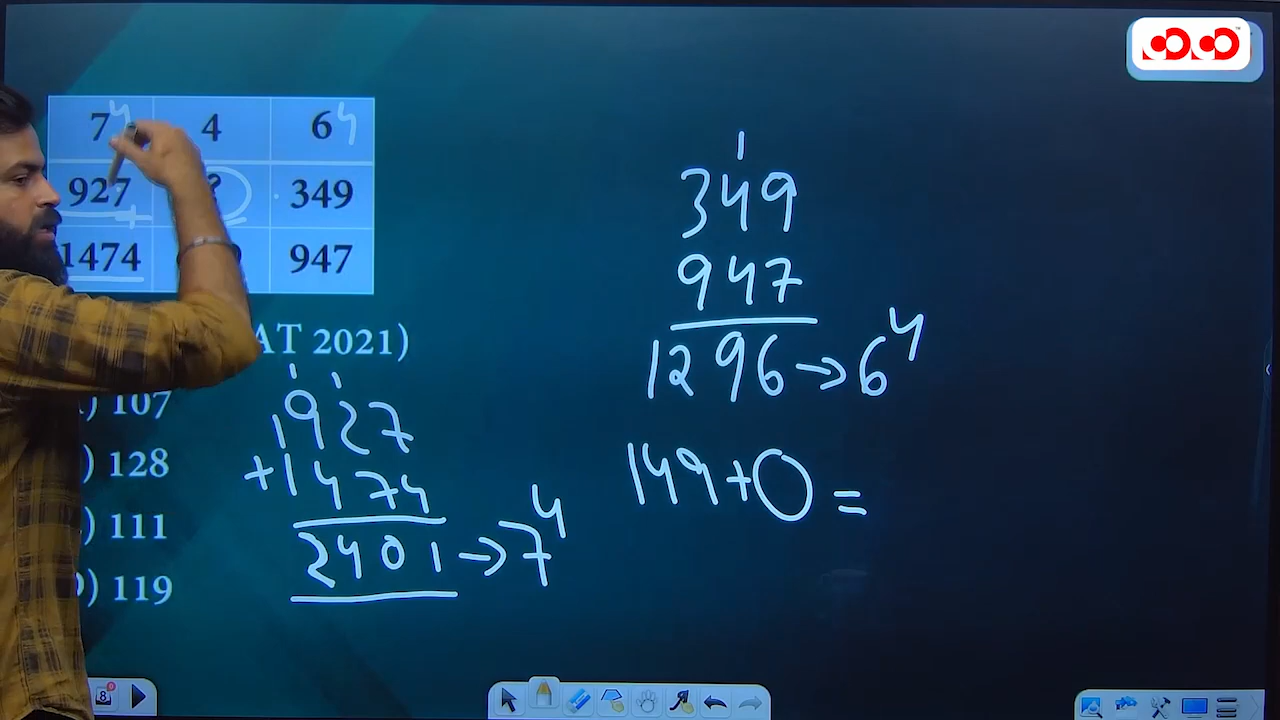 7⁴ 4 6⁴
927 ? 349
1474 947
AT 2021)
) 107
) 128
) 111
) 119
1927
+1474
2401 → 7⁴
1
349
947
1296 → 6⁴
149+O =